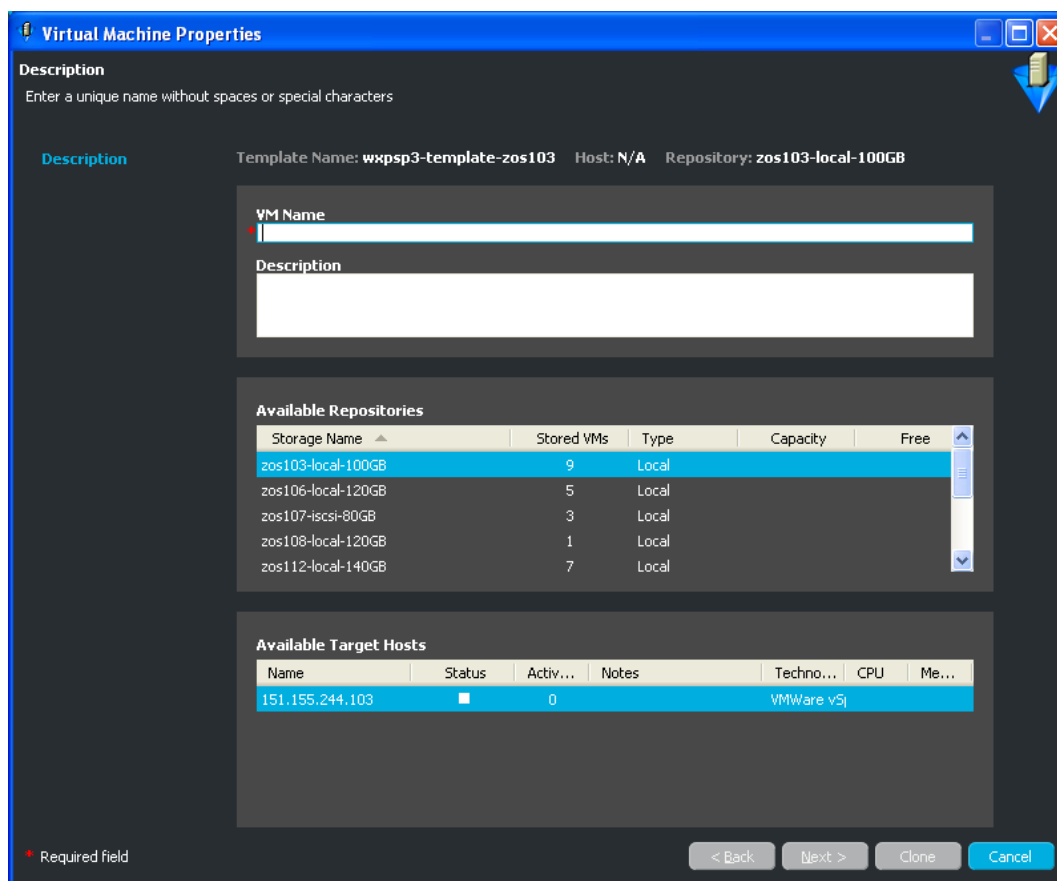 Virtual Machine Properties
Description
Enter a unique name without spaces or special characters
Description
Template Name: wxpsp3-template-zos103 Host: N/A Repository: zos103-local-100GB
VM Name
*
Description
Available Repositories
Storage Name Stored VMs Type Capacity Free
zos103-local-100GB 9 Local
zos106-local-120GB 5 Local
zos107-iscsi-80GB 3 Local
zos108-local-120GB 1 Local
zos112-local-140GB 7 Local
Available Target Hosts
Name Status Activ... Notes Techno... CPU Me...
151.155.244.103 0 VMWare vSp
* Required field
< Back Next > Clone Cancel